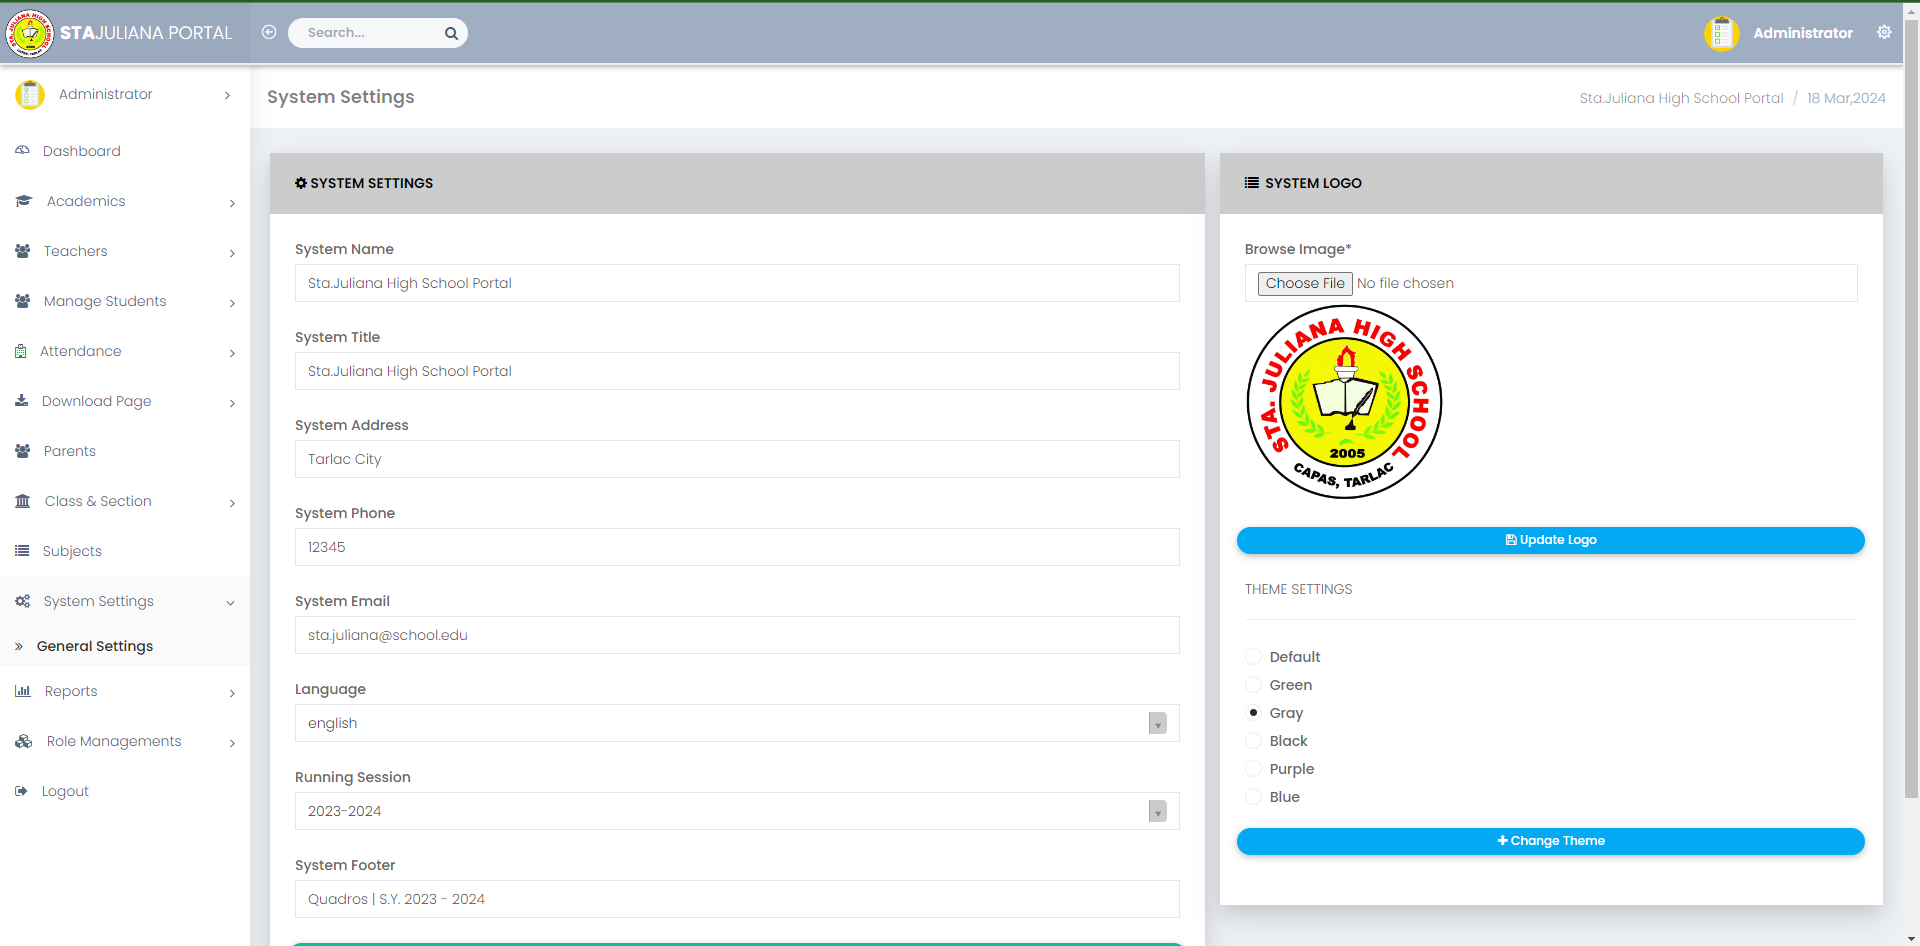 STAJULIANA PORTAL
Search...
Administrator
Administrator
Dashboard
Academics
Teachers
Manage Students
Attendance
Download Page
Parents
Class & Section
Subjects
System Settings
General Settings
Reports
Role Managements
Logout
System Settings
Sta.Juliana High School Portal / 18 Mar,2024
SYSTEM SETTINGS
System Name
Sta.Juliana High School Portal
System Title
Sta.Juliana High School Portal
System Address
Tarlac City
System Phone
12345
System Email
sta.juliana@school.edu
Language
english
Running Session
2023-2024
System Footer
Quadros | S.Y. 2023 - 2024
SYSTEM LOGO
Browse Image*
Choose File No file chosen
STA. JULIANA HIGH SCHOOL
2005
CAPAS, TARLAC
Update Logo
THEME SETTINGS
Default
Green
Gray
Black
Purple
Blue
Change Theme